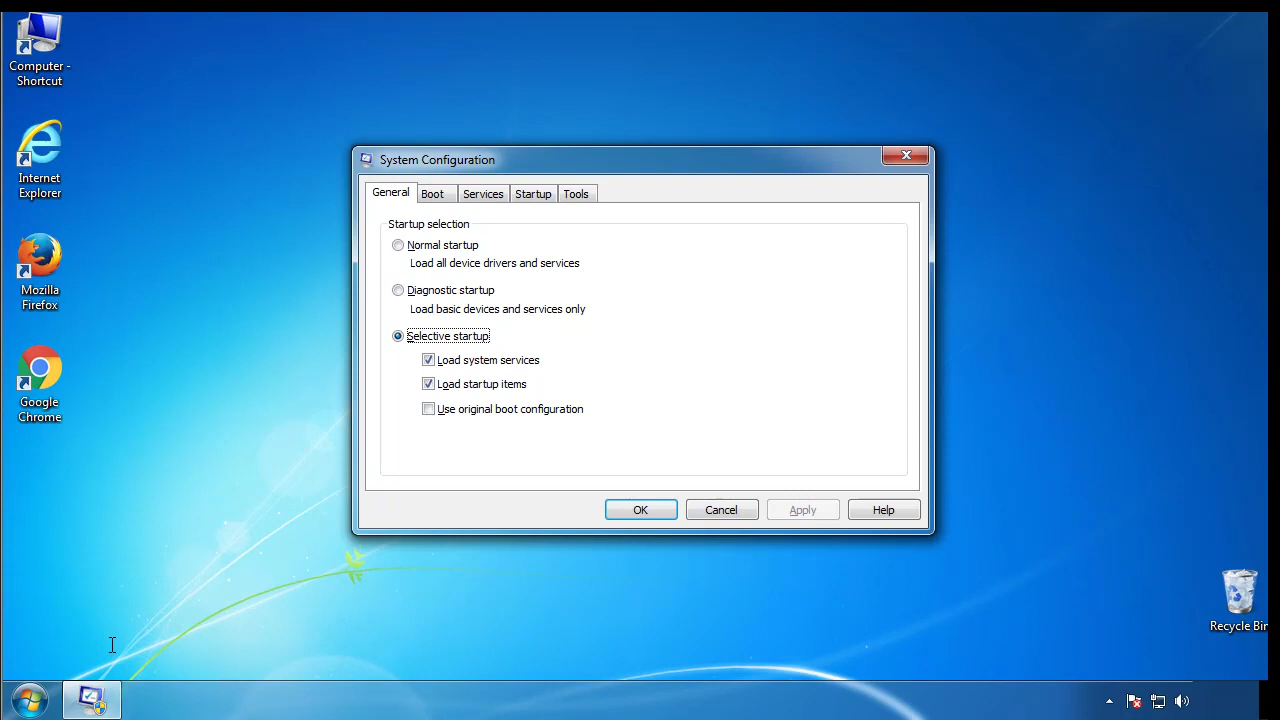 Computer -
Shortcut
Internet
Explorer
Mozilla
Firefox
Google
Chrome
System Configuration
General
Boot
Services
Startup
Tools
Startup selection
Normal startup
Load all device drivers and services
Diagnostic startup
Load basic devices and services only
Selective startup
Load system services
Load startup items
Use original boot configuration
OK
Cancel
Apply
Help
Recycle Bin